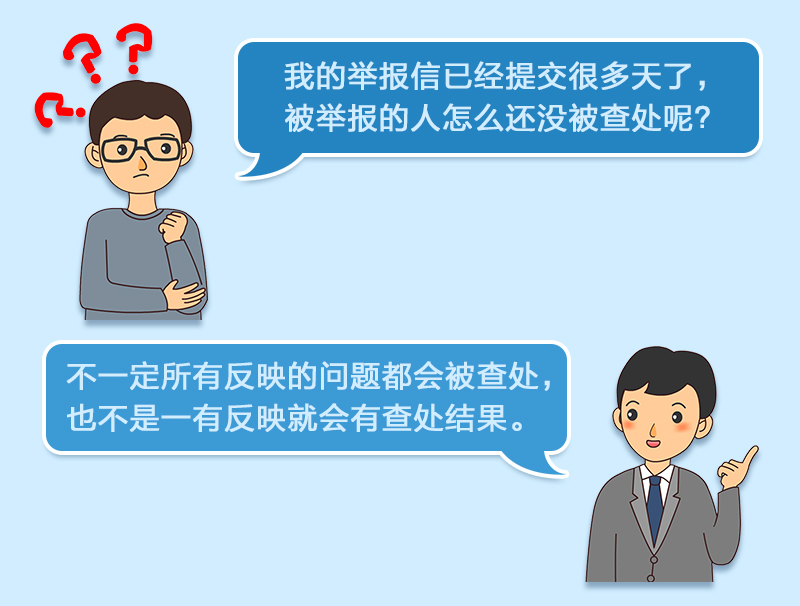 我的举报信已经提交很多天了，
被举报的人怎么还没被查处呢？
不一定所有反映的问题都会被查处，
也不是一有反映就会有查处结果。